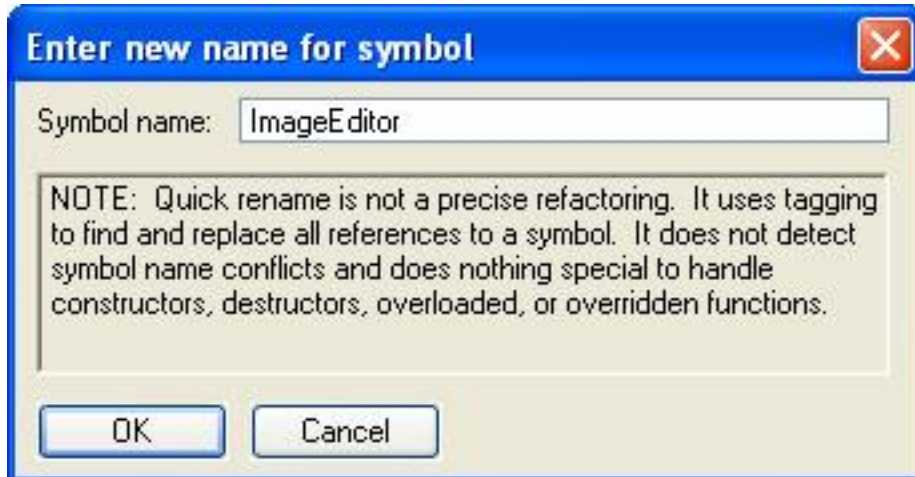 Enter new name for symbol
Symbol name: ImageEditor
NOTE:  Quick rename is not a precise refactoring.  It uses tagging
to find and replace all references to a symbol.  It does not detect
symbol name conflicts and does nothing special to handle
constructors, destructors, overloaded, or overridden functions.
OK Cancel